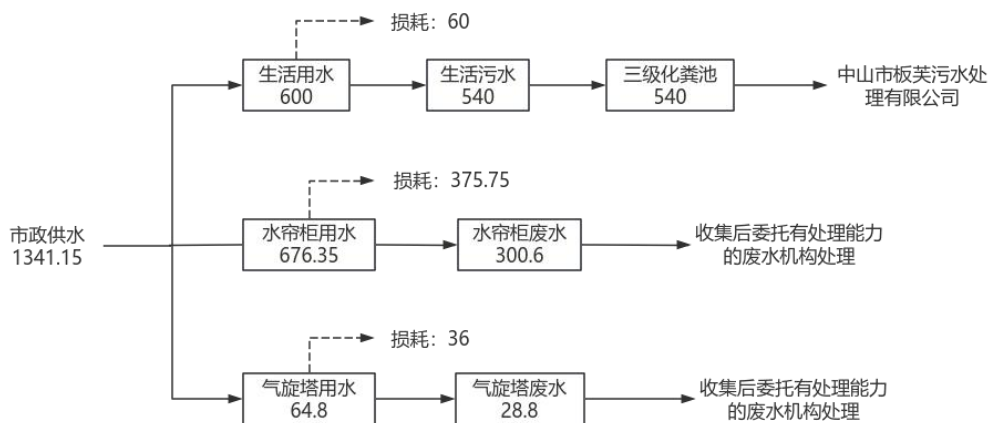 损耗：60
生活用水
600
生活污水
540
三级化粪池
540
中山市板芙污水处
理有限公司
损耗：375.75
市政供水
1341.15
水帘柜用水
676.35
水帘柜废水
300.6
收集后委托有处理能力
的废水机构处理
损耗：36
气旋塔用水
64.8
气旋塔废水
28.8
收集后委托有处理能力
的废水机构处理